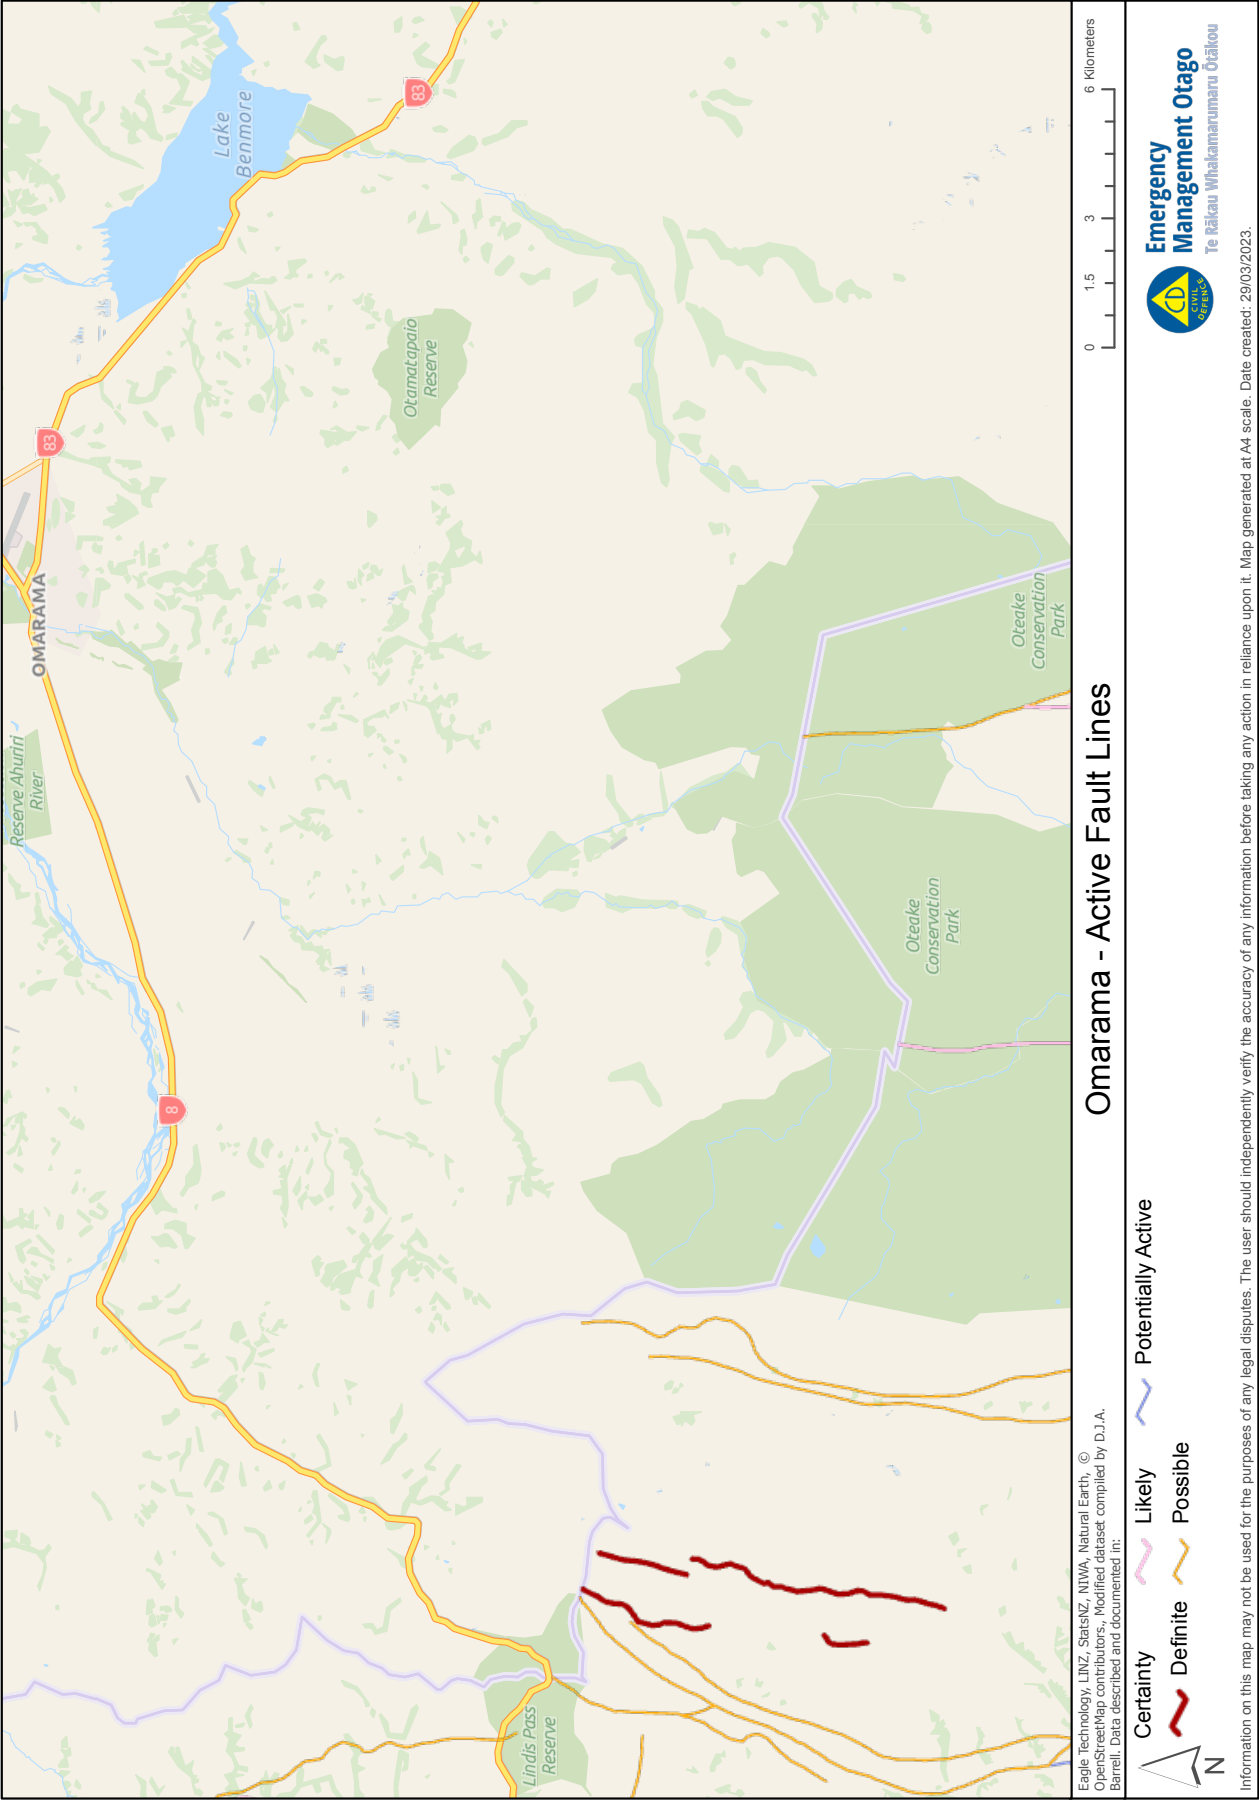 OMARAMA
Reserve Ahuriri
River
83
83
8
Lake
Benmore
Otamatapaio
Reserve
Oteake
Conservation
Park
Oteake
Conservation
Park
Lindis Pass
Reserve
Eagle Technology, LINZ, StatsNZ, NIWA, Natural Earth, ©
OpenStreetMap contributors., Modified dataset compiled by D.J.A.
Barrell. Data described and documented in:
Omarama - Active Fault Lines
0 1.5 3 6 Kilometers
N
Certainty
Definite
Likely
Possible
Potentially Active
CD
CIVIL
DEFENCE
Emergency
Management Otago
Te Rākau Whakamarumaru Ōtākou
Information on this map may not be used for the purposes of any legal disputes. The user should independently verify the accuracy of any information before taking any action in reliance upon it. Map generated at A4 scale. Date created: 29/03/2023.